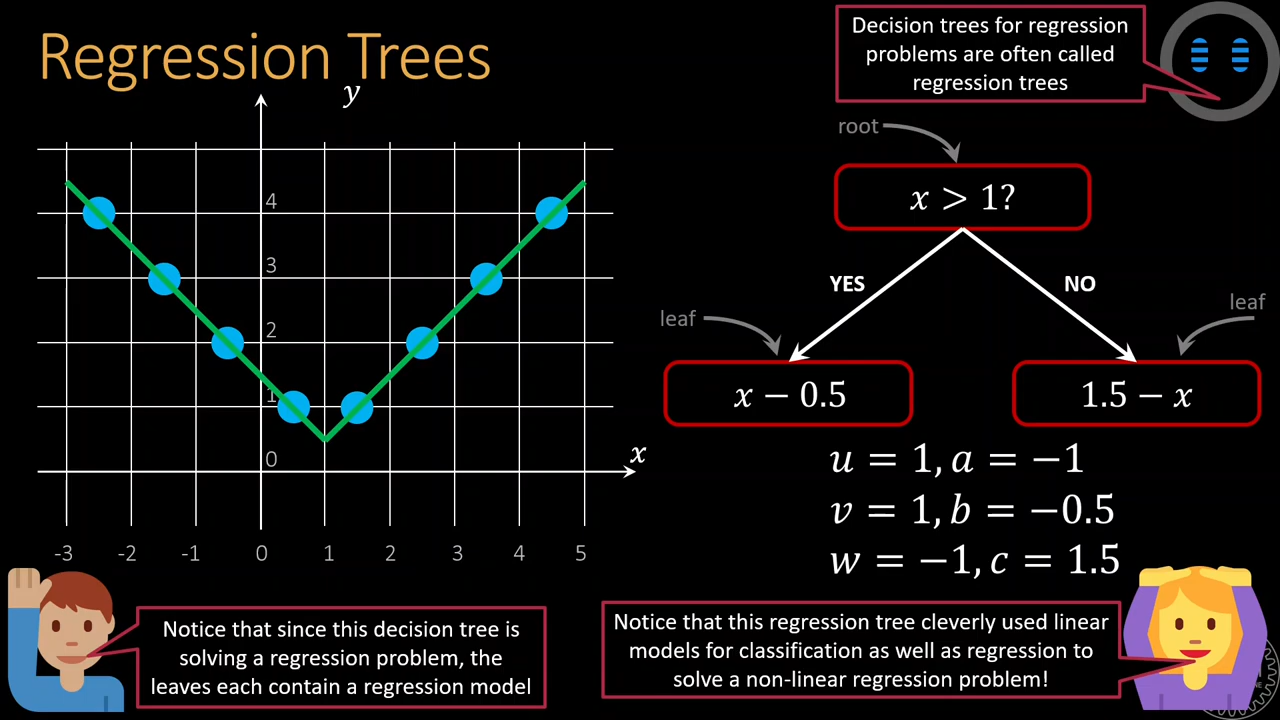 Regression Trees
Decision trees for regression
problems are often called
regression trees
y
4
3
2
1
0
x
-3 -2 -1 0 1 2 3 4 5
root
x > 1?
YES
NO
leaf
leaf
x − 0.5
1.5 − x
u = 1, a = −1
v = 1, b = −0.5
w = −1, c = 1.5
Notice that since this decision tree is
solving a regression problem, the
leaves each contain a regression model
Notice that this regression tree cleverly used linear
models for classification as well as regression to
solve a non-linear regression problem!